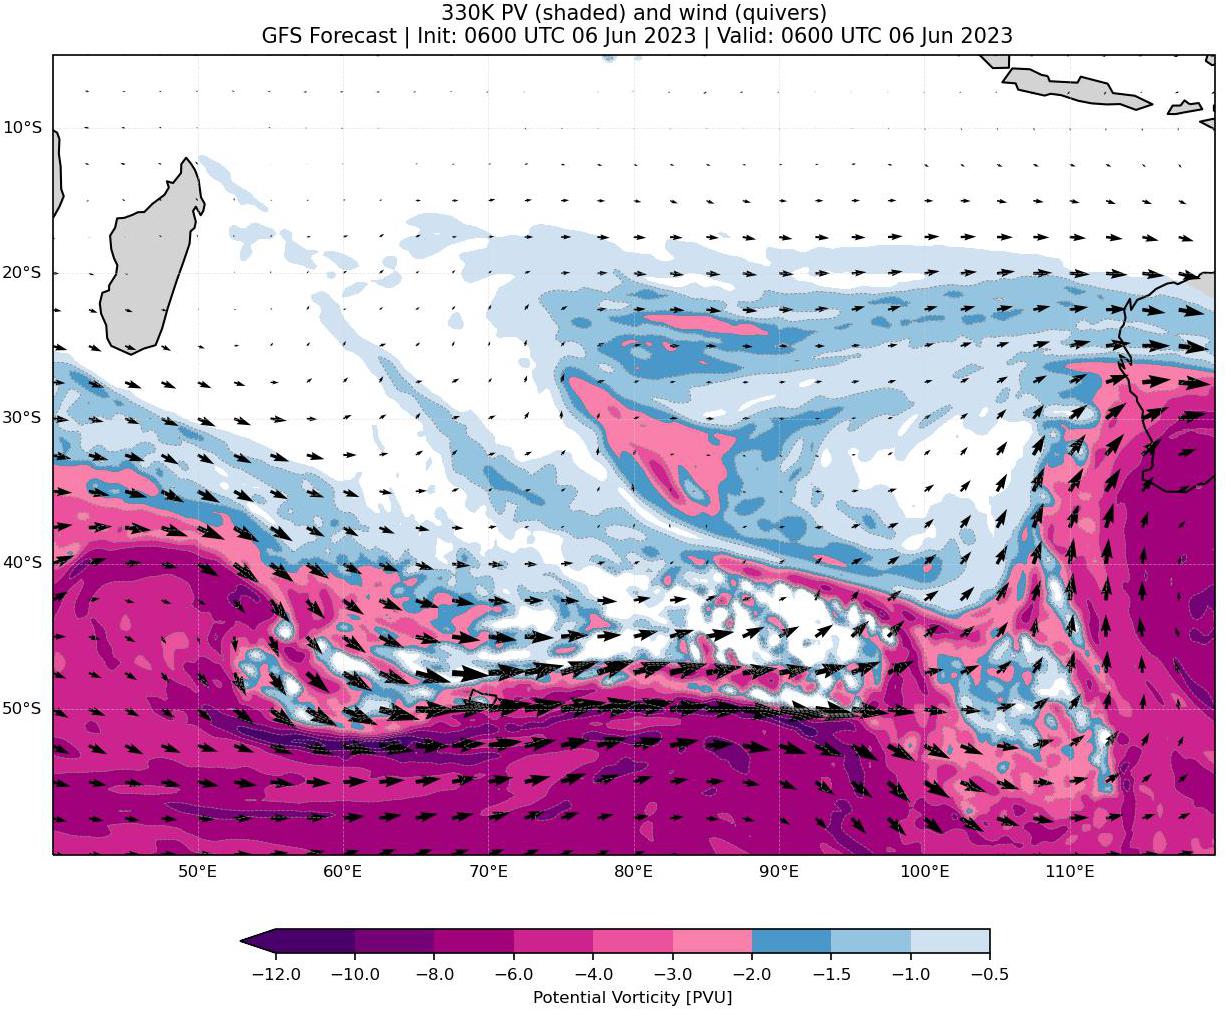 330K PV (shaded) and wind (quivers)
GFS Forecast | Init: 0600 UTC 06 Jun 2023 | Valid: 0600 UTC 06 Jun 2023
10°S
20°S
30°S
40°S
50°S
50°E 60°E 70°E 80°E 90°E 100°E 110°E
−12.0 −10.0 −8.0 −6.0 −4.0 −3.0 −2.0 −1.5 −1.0 −0.5
Potential Vorticity [PVU]